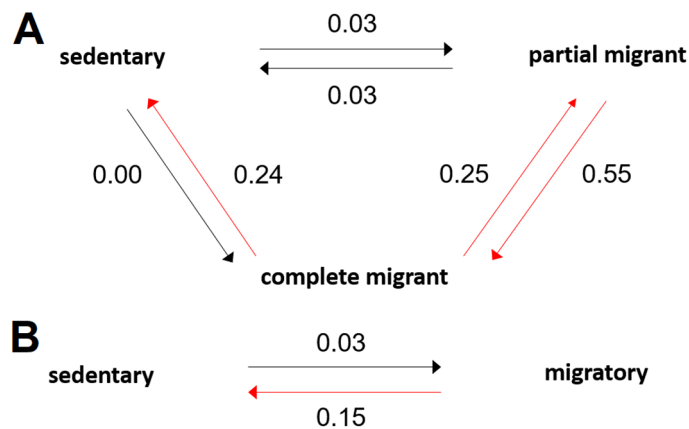 A
0.03
sedentary
partial migrant
0.03
0.00
0.24
0.25
0.55
complete migrant
B
0.03
sedentary
migratory
0.15